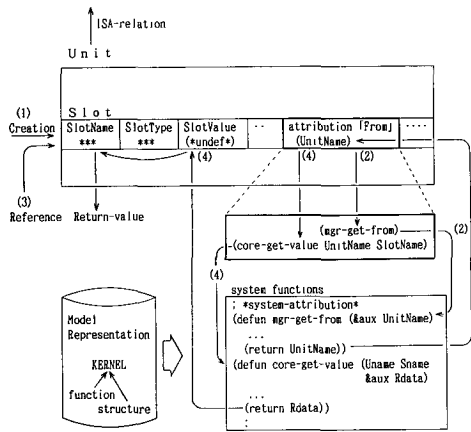 ISA-relation
Unit
Slot
(1)
Creation
SlotName
***
SlotType
***
SlotValue
(*undef*)
..
attribution 「From」
(UnitName)
....
(4)
(4)
(2)
(3)
Reference
Return-value
(mgr-get-from)
(core-get-value UnitName SlotName)
(2)
(4)
system functions
; *system-attribution*
(defun mgr-get-from (&aux UnitName)
...
(return UnitName))
(defun core-get-value (Uname Sname
&aux Rdata)
...
(return Rdata))
:
Model
Representation
KERNEL
function
structure